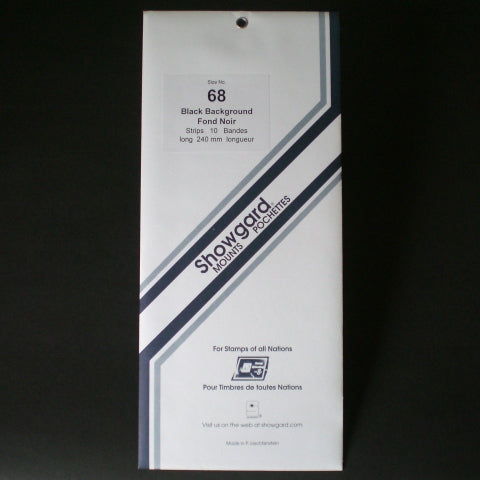 Size No.
68
Black Background
Fond Noir
Strips 10 Bandes
long 240 mm longueur
Showgard®
MOUNTS POCHETTES
For Stamps of all Nations
Pour Timbres de toutes Nations
Visit us on the web at showgard.com
Made in P. Liechtenstein